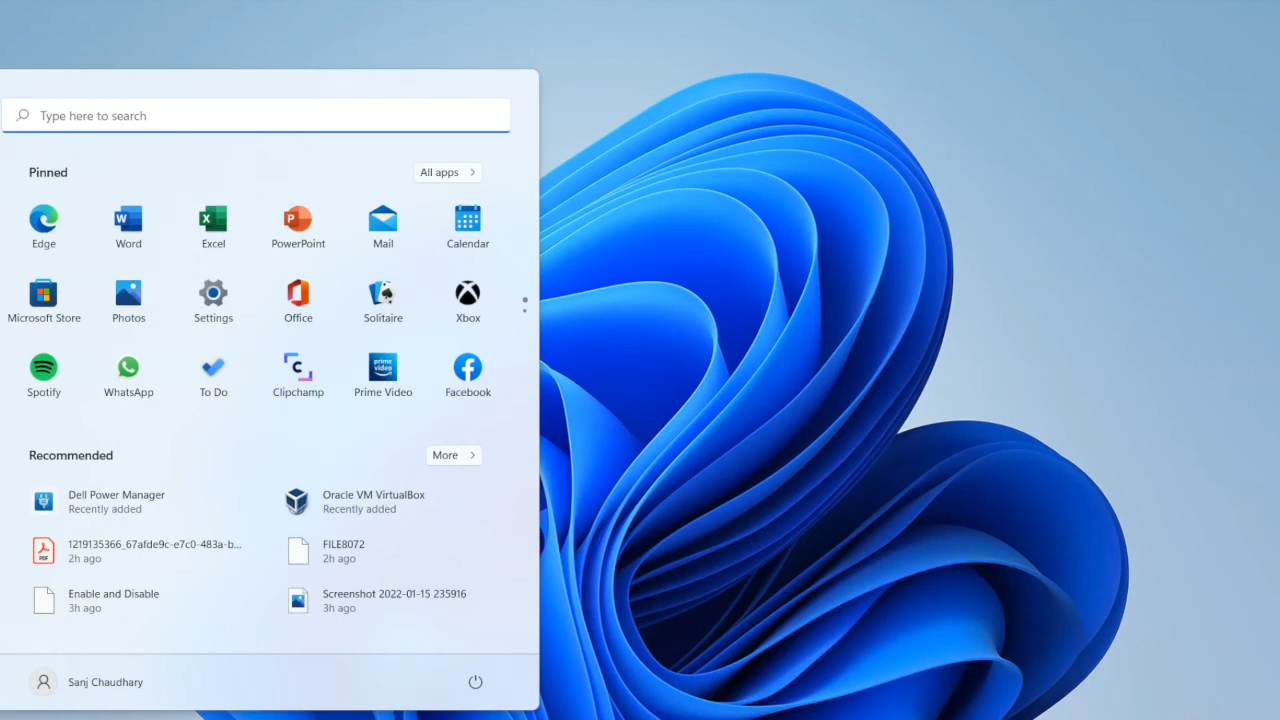 Type here to search
Pinned
All apps
Edge
Word
Excel
PowerPoint
Mail
Calendar
Microsoft Store
Photos
Settings
Office
Solitaire
Xbox
Spotify
WhatsApp
To Do
Clipchamp
prime video
Prime Video
Facebook
Recommended
More
Dell Power Manager
Recently added
Oracle VM VirtualBox
Recently added
PDF
1219135366_67afde9c-e7c0-483a-b...
2h ago
FILE8072
2h ago
Enable and Disable
3h ago
Screenshot 2022-01-15 235916
3h ago
Sanj Chaudhary